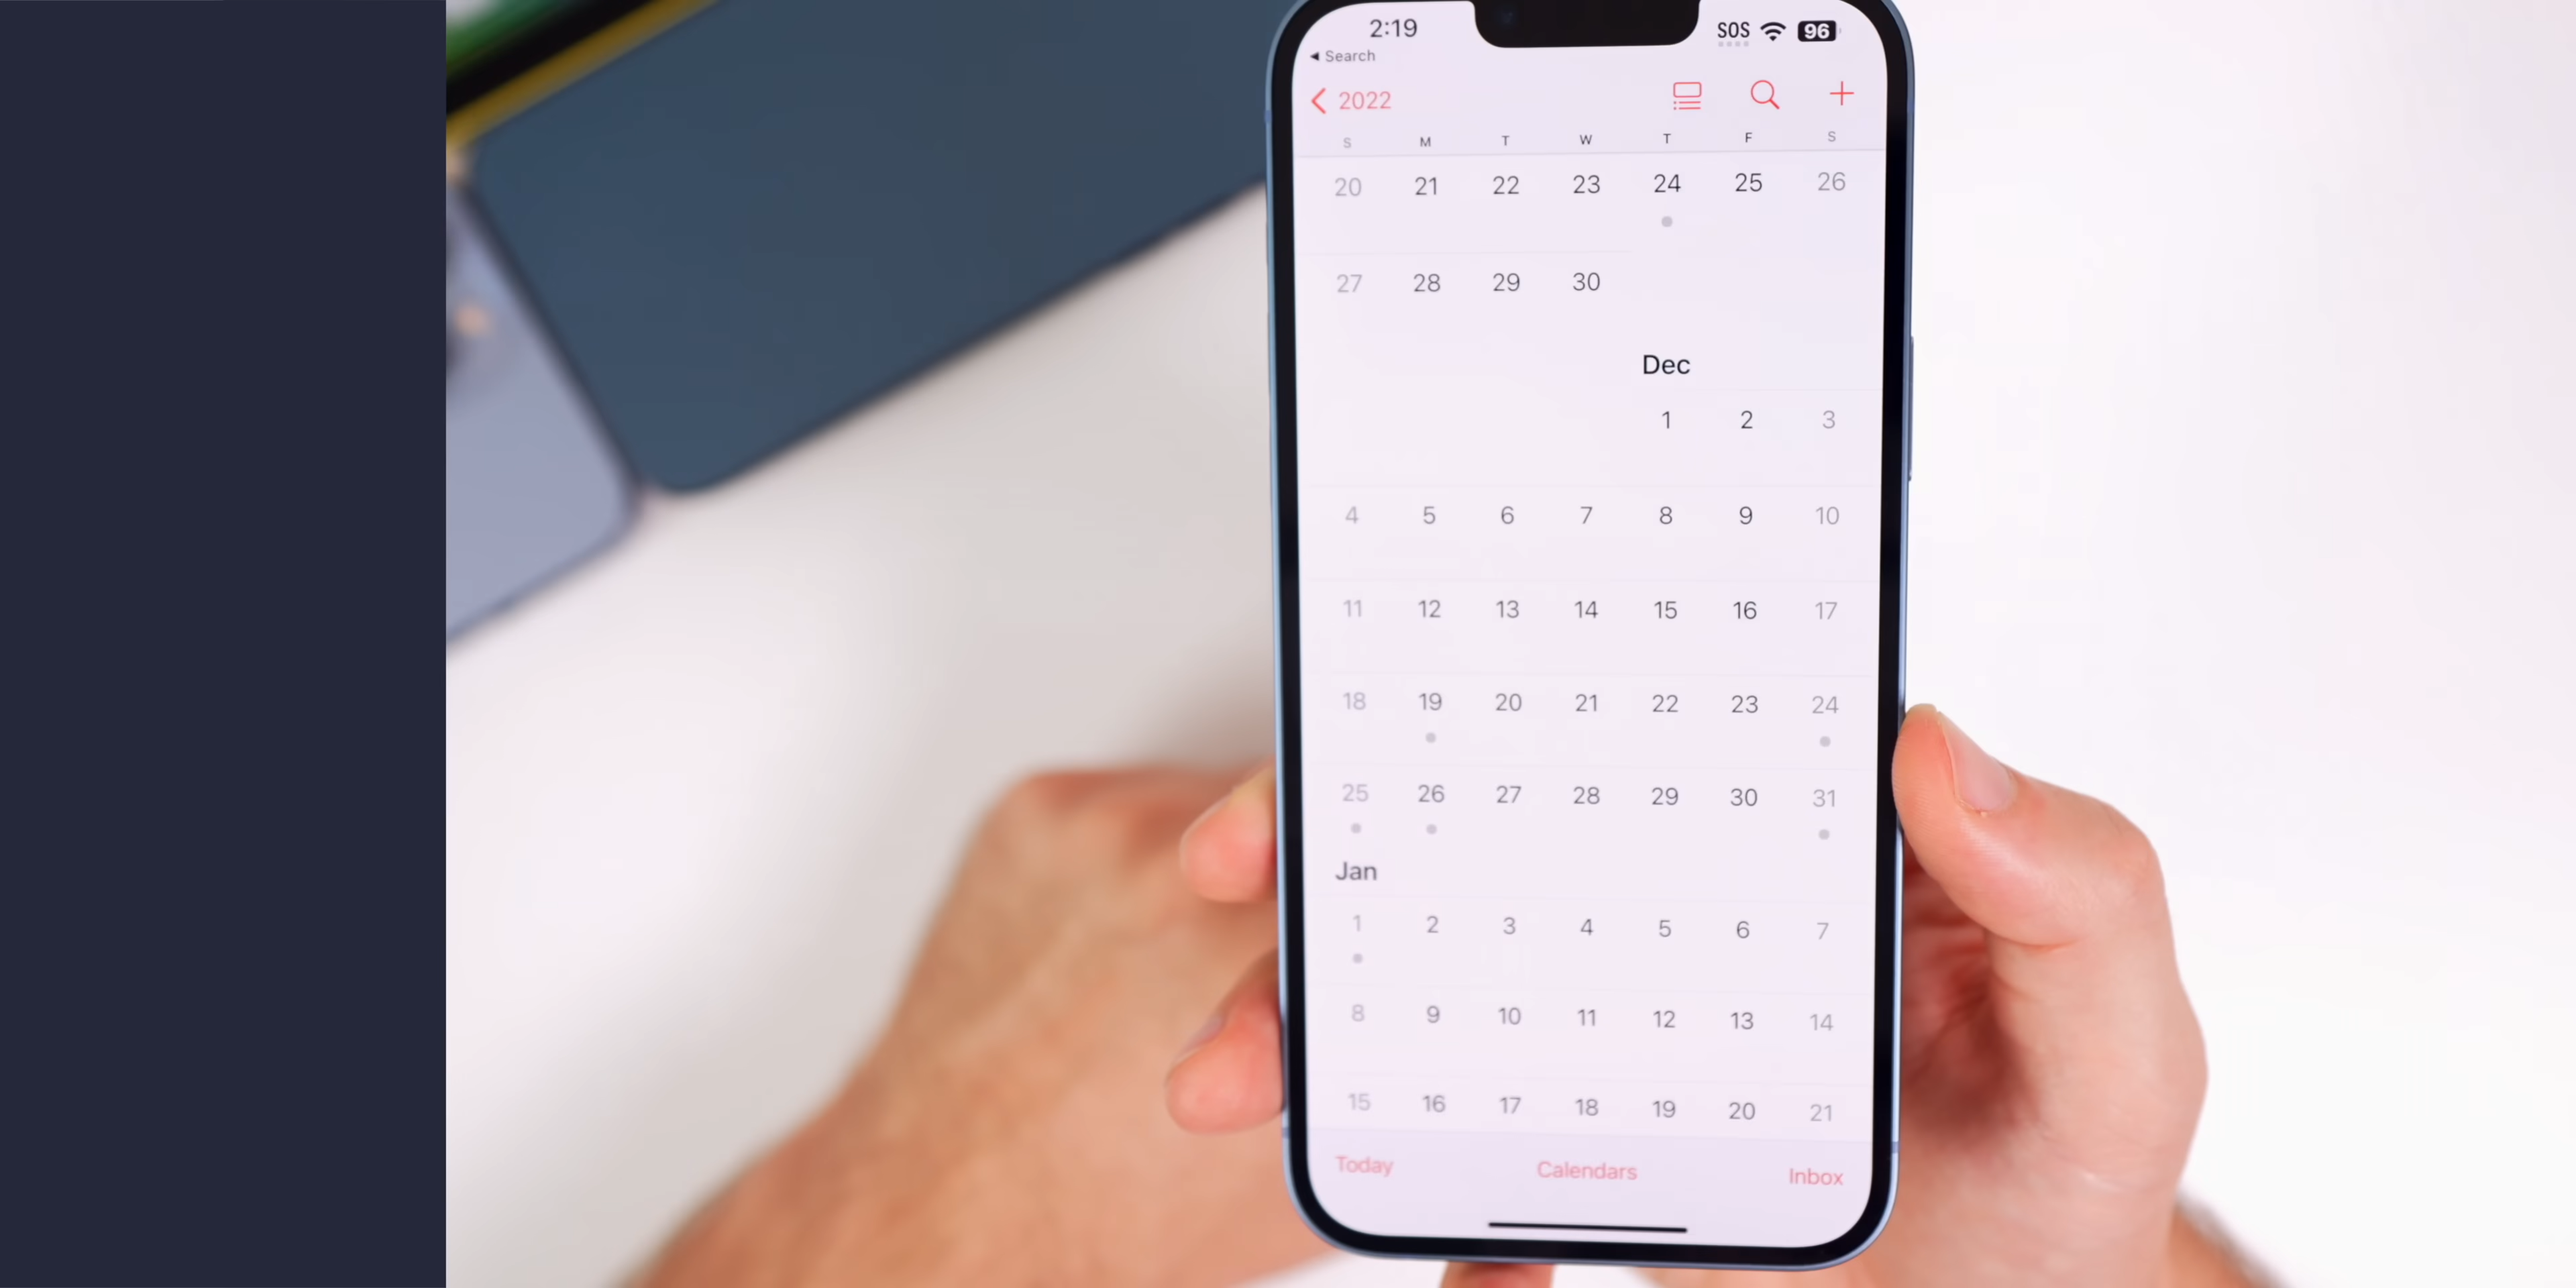 2:19 SOS 96
◀ Search
2022
S M T W T F S
20 21 22 23 24 25 26
27 28 29 30
Dec
1 2 3
4 5 6 7 8 9 10
11 12 13 14 15 16 17
18 19 20 21 22 23 24
25 26 27 28 29 30 31
Jan
1 2 3 4 5 6 7
8 9 10 11 12 13 14
15 16 17 18 19 20 21
Today Calendars Inbox